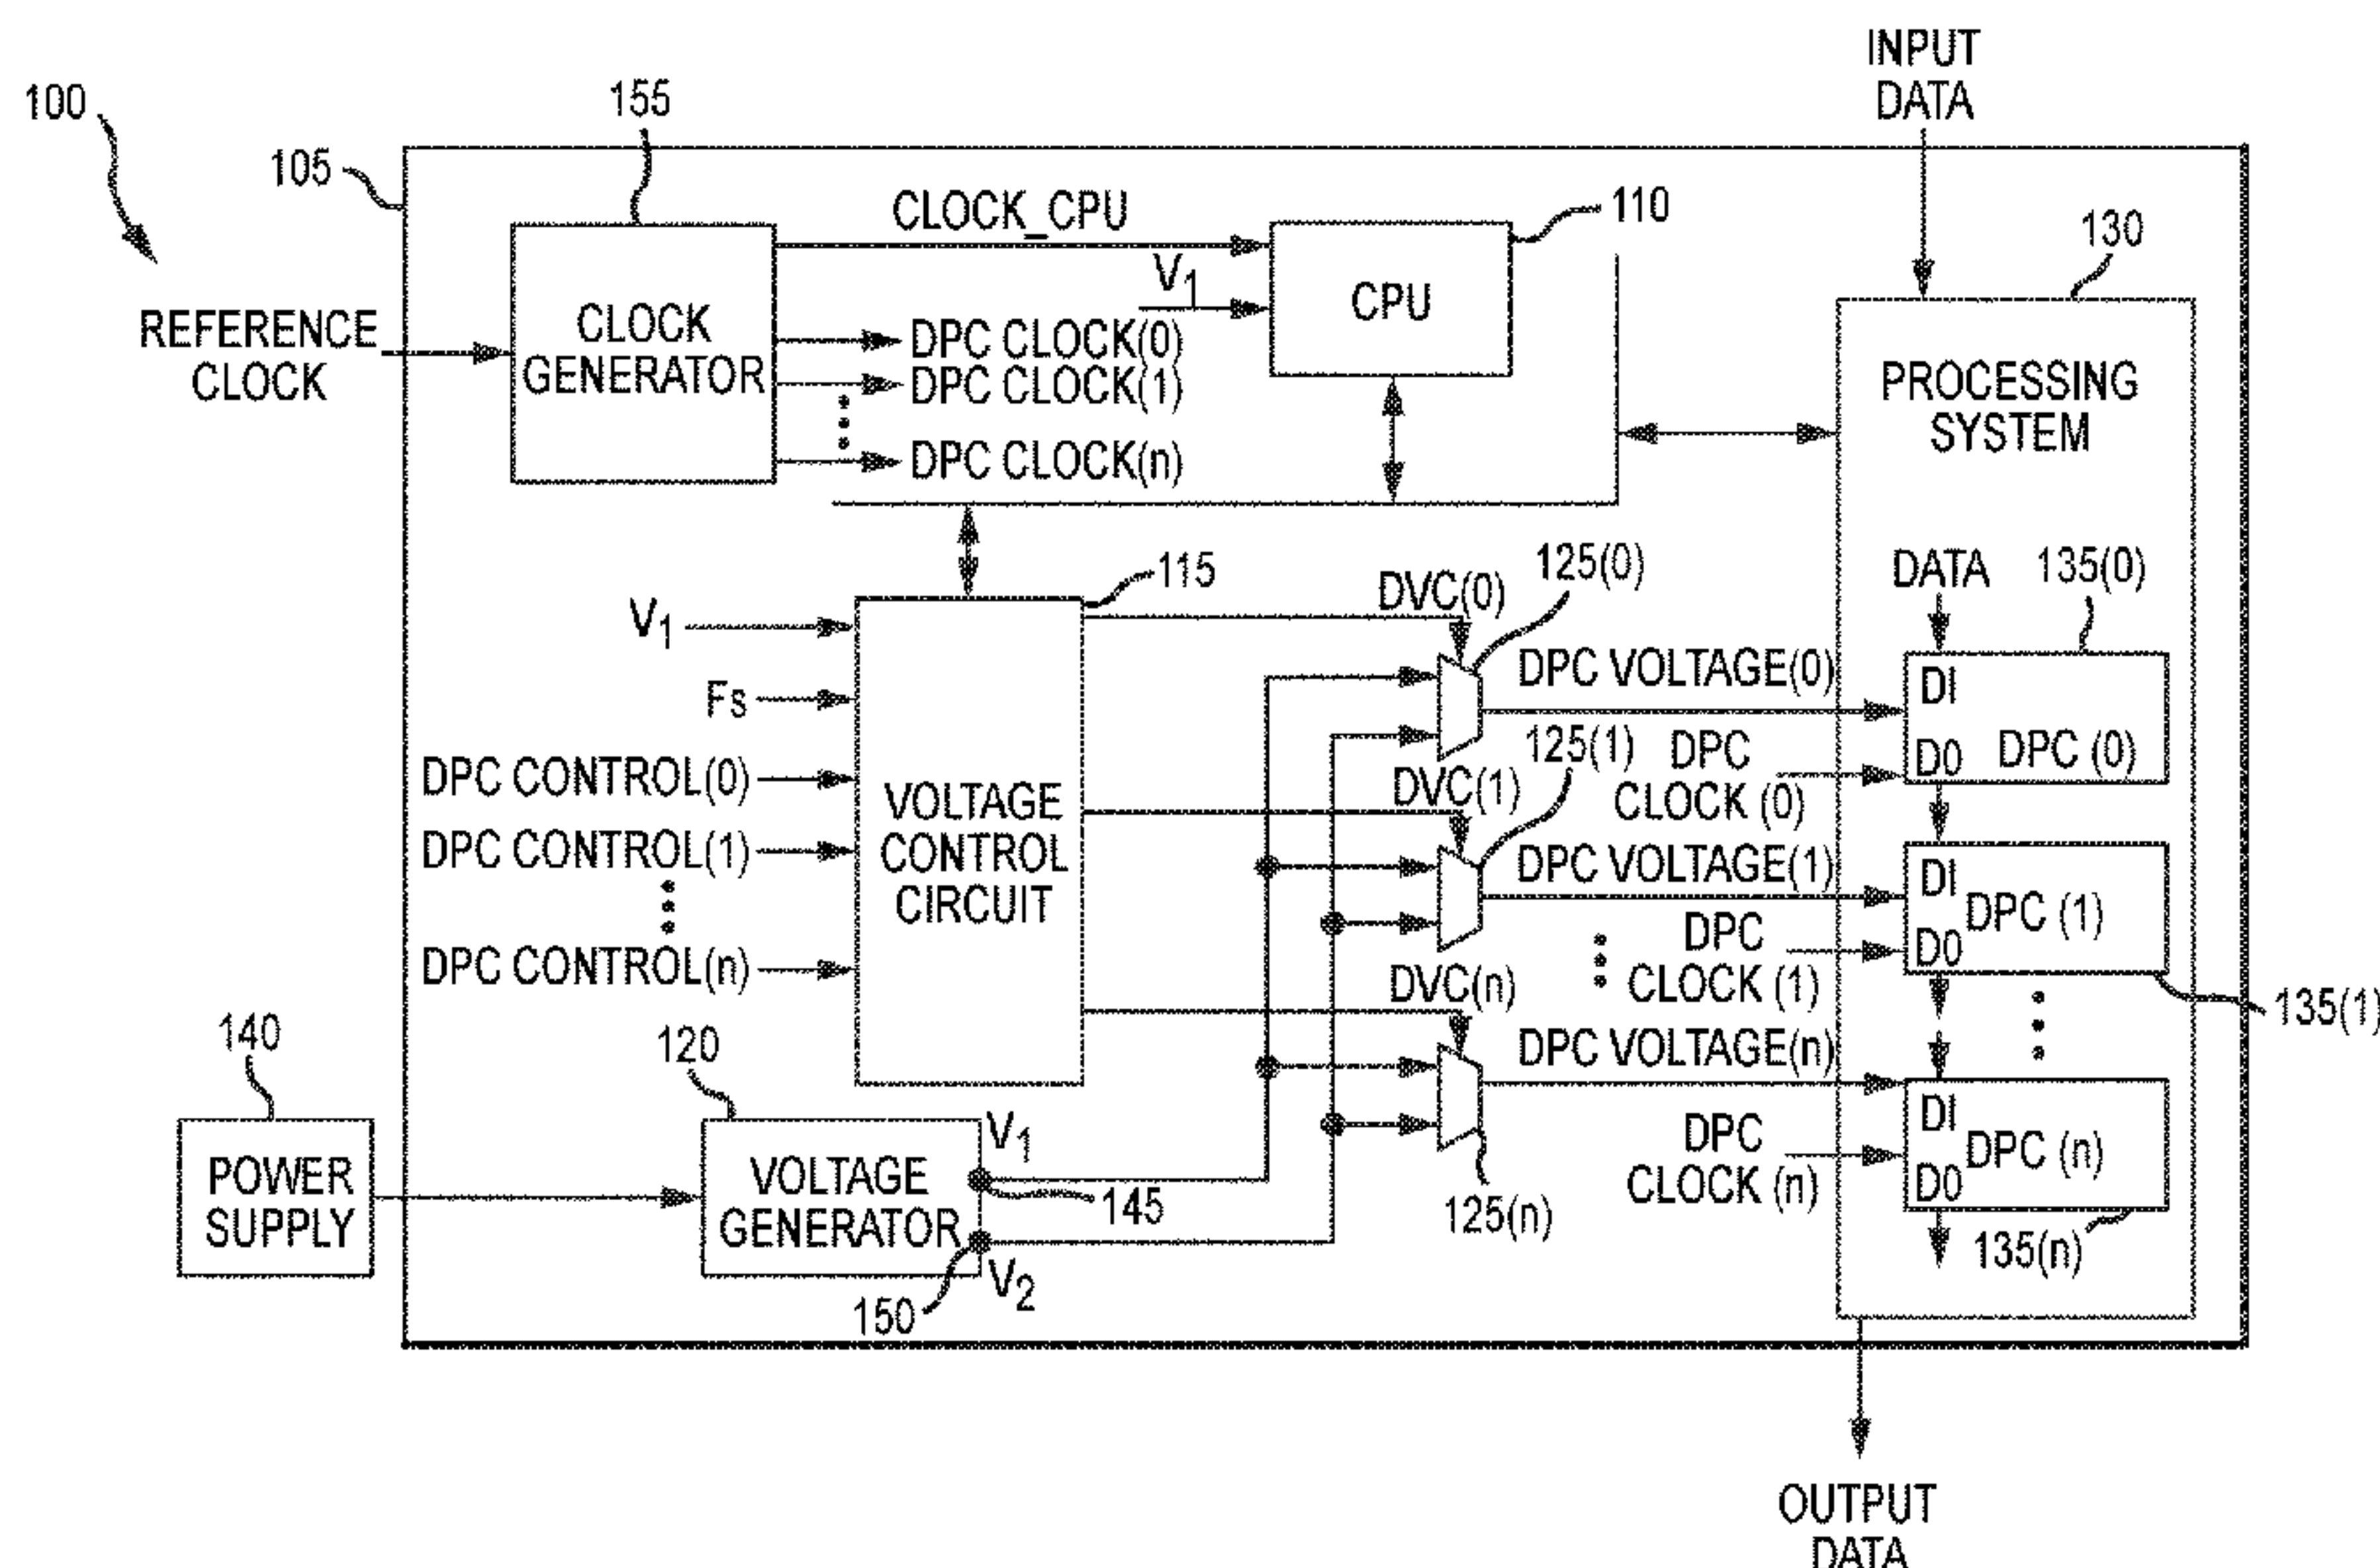 INPUT
DATA
100
155
105
CLOCK_CPU
110
130
V1
REFERENCE
CLOCK
CLOCK
GENERATOR
DPC CLOCK(0)
DPC CLOCK(1)
DPC CLOCK(n)
CPU
PROCESSING
SYSTEM
115
DVC(0)
125(0)
DATA
135(0)
V1
Fs
DPC CONTROL(0)
DPC CONTROL(1)
DPC CONTROL(n)
VOLTAGE
CONTROL
CIRCUIT
DPC VOLTAGE(0)
DI
D0
DPC (0)
125(1)
DPC
CLOCK (0)
DVC(1)
DPC VOLTAGE(1)
DI
DPC (1)
D0
DPC
CLOCK (1)
DVC(n)
135(1)
140
120
DPC VOLTAGE(n)
POWER
SUPPLY
VOLTAGE
GENERATOR
V1
145
V2
150
125(n)
DPC
CLOCK (n)
DI
DPC (n)
D0
135(n)
OUTPUT
DATA